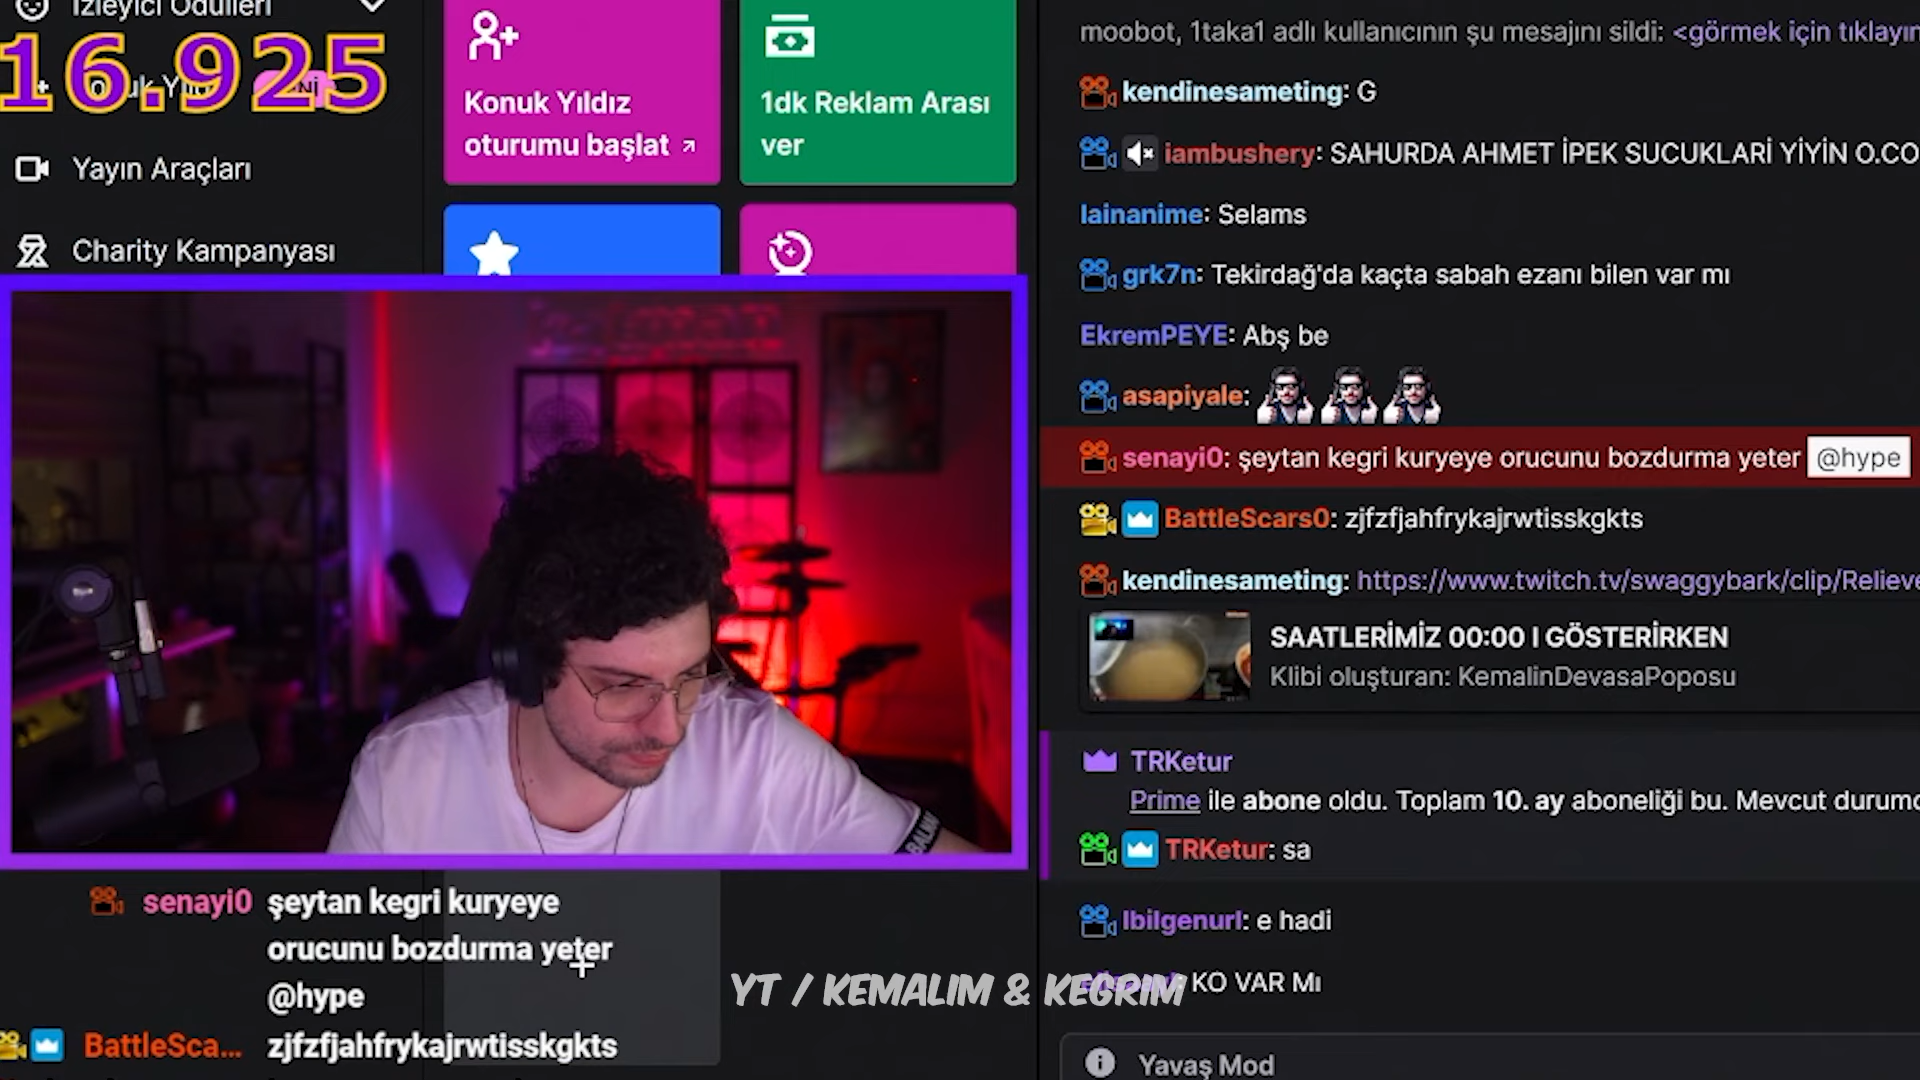 İzleyici Ödülleri
16.925
Yayın Araçları
Charity Kampanyası
Konuk Yıldız
oturumu başlat
1dk Reklam Arası
ver
moobot, 1taka1 adlı kullanıcının şu mesajını sildi: <görmek için tıklayın
kendinesameting: G
iambushery: SAHURDA AHMET İPEK SUCUKLARİ YİYİN O.CO
lainanime: Selams
grk7n: Tekirdağ'da kaçta sabah ezanı bilen var mı
EkremPEYE: Abş be
asapiyale:
senayi0: şeytan kegri kuryeye orucunu bozdurma yeter @hype
BattleScars0: zjfzfjahfrykajrwtisskgkts
kendinesameting: https://www.twitch.tv/swaggybark/clip/Relieve
SAATLERİMİZ 00:00 I GÖSTERİRKEN
Klibi oluşturan: KemalinDevasaPoposu
TRKetur
Prime ile abone oldu. Toplam 10. ay aboneliği bu. Mevcut durumd
TRKetur: sa
lbilgenurl: e hadi
: KO VAR Mı
Yavaş Mod
senayi0 şeytan kegri kuryeye
orucunu bozdurma yeter
@hype
BattleSca... zjfzfjahfrykajrwtisskgkts
YT / KEMALIM & KEGRIM